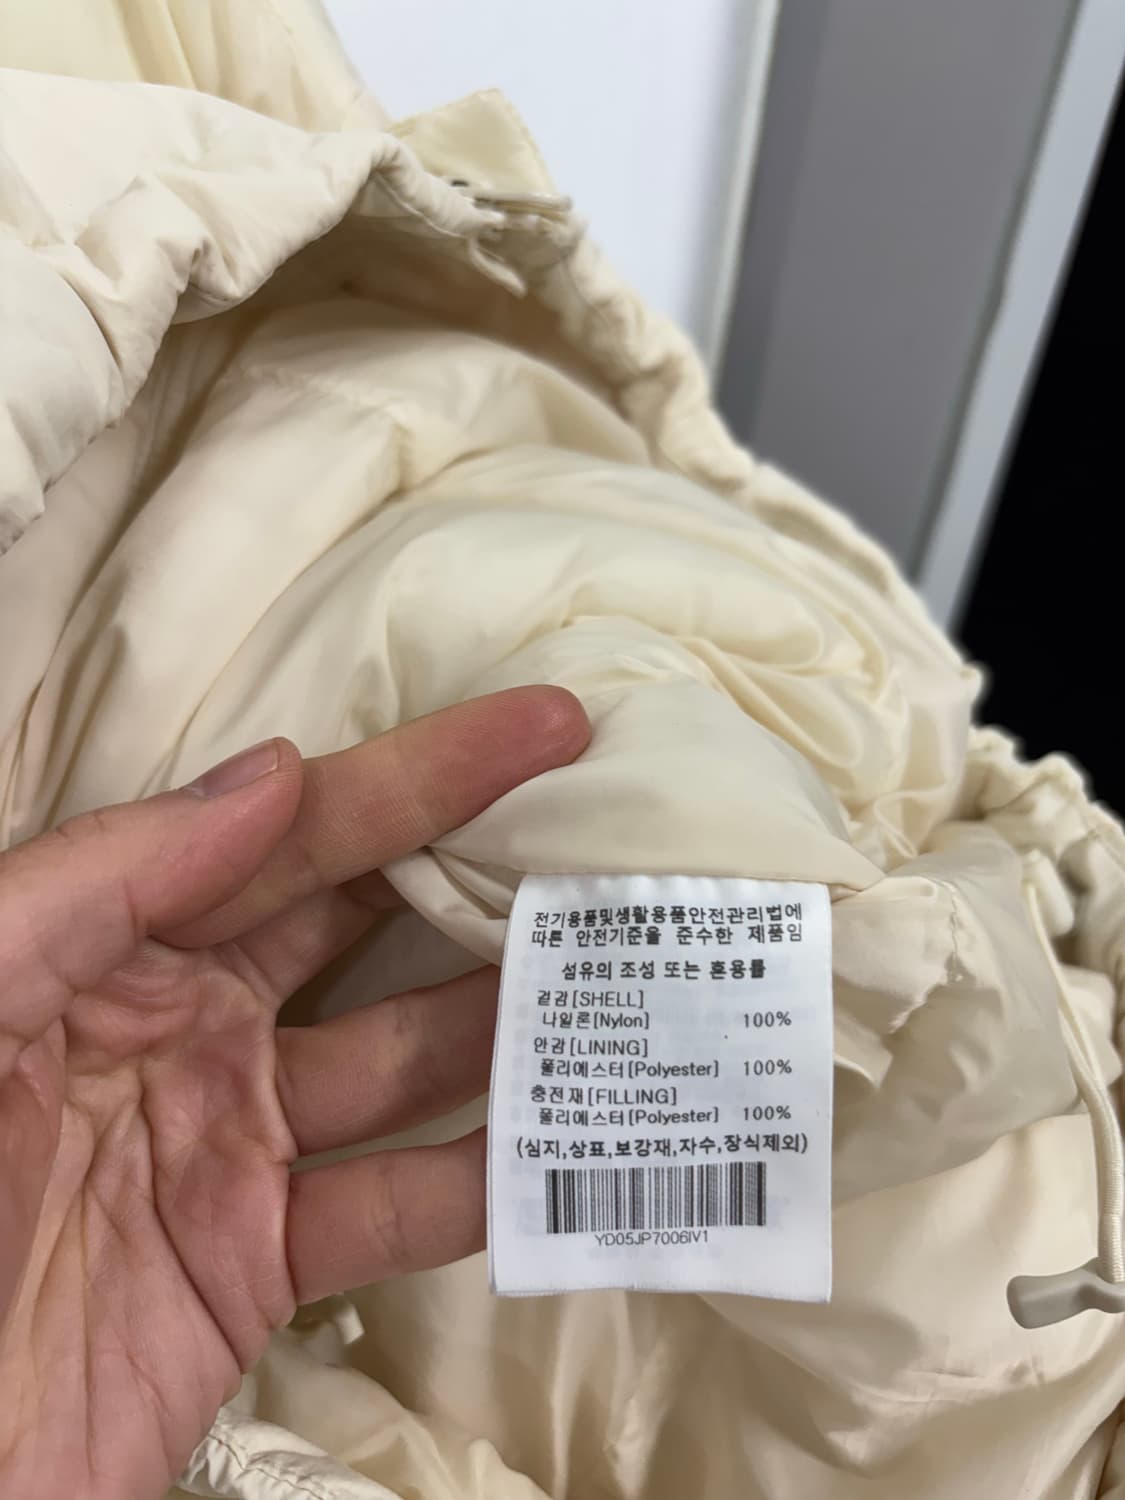 전기용품및생활용품안전관리법에
따른 안전기준을 준수한 제품임
섬유의 조성 또는 혼용률
겉감[SHELL]
나일론[Nylon] 100%
안감[LINING]
폴리에스터[Polyester] 100%
충전재[FILLING]
폴리에스터[Polyester] 100%
(심지,상표,보강재,자수,장식제외)
YD05JP7006IV1